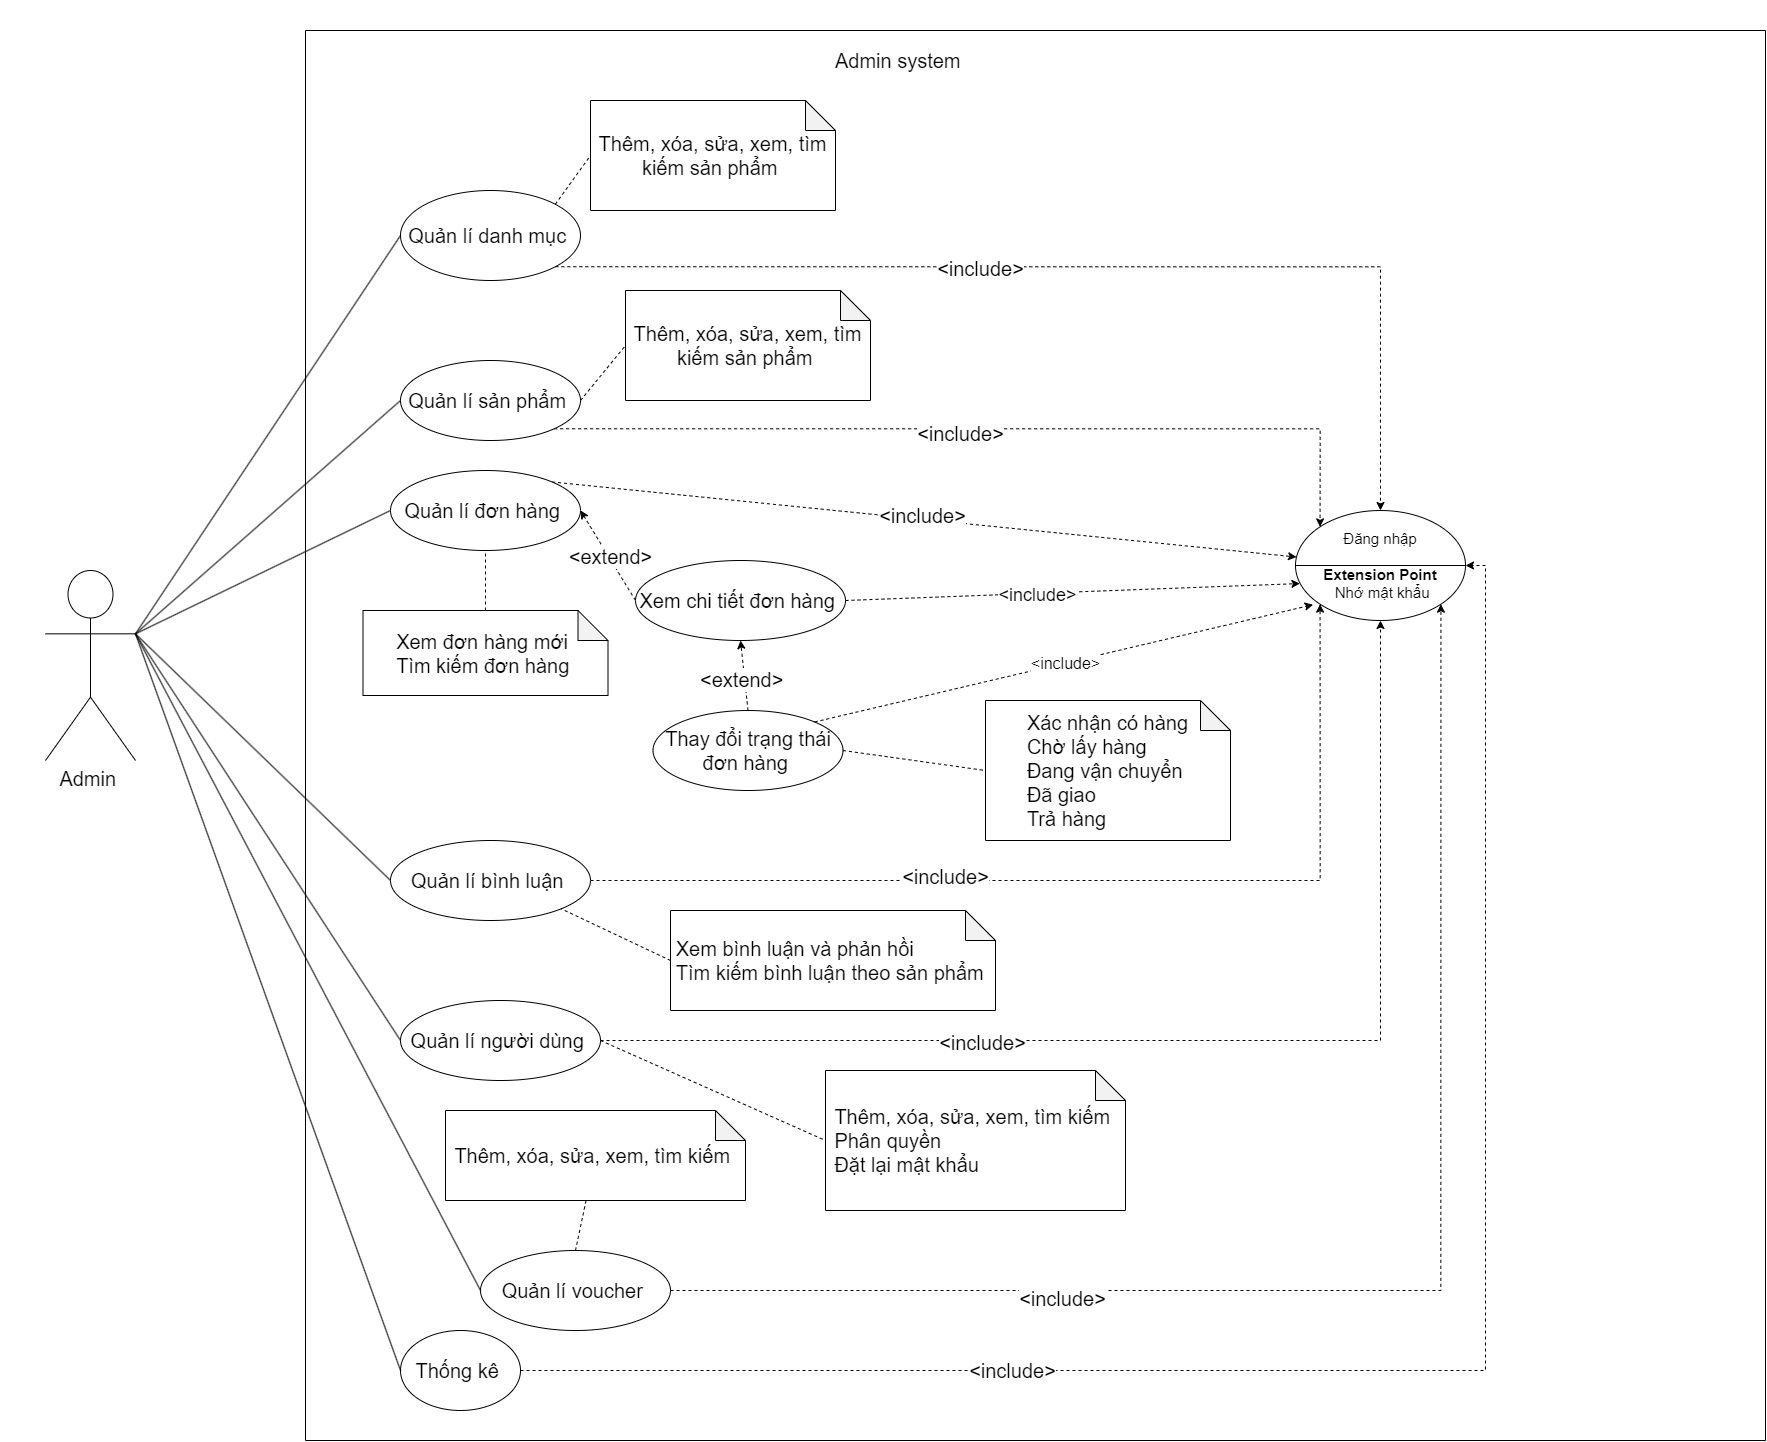 Admin system
Thêm, xóa, sửa, xem, tìm
kiếm sản phẩm
Quản lí danh mục
<include>
Thêm, xóa, sửa, xem, tìm
kiếm sản phẩm
Quản lí sản phẩm
<include>
Quản lí đơn hàng
<include>
Đăng nhập
Extension Point
Nhớ mật khẩu
<extend>
Xem chi tiết đơn hàng
<include>
Xem đơn hàng mới
Tìm kiếm đơn hàng
<include>
<extend>
Thay đổi trạng thái
đơn hàng
Xác nhận có hàng
Chờ lấy hàng
Đang vận chuyển
Đã giao
Trả hàng
Admin
Quản lí bình luận
<include>
Xem bình luận và phản hồi
Tìm kiếm bình luận theo sản phẩm
Quản lí người dùng
<include>
Thêm, xóa, sửa, xem, tìm kiếm
Phân quyền
Đặt lại mật khẩu
Thêm, xóa, sửa, xem, tìm kiếm
Quản lí voucher
<include>
Thống kê
<include>